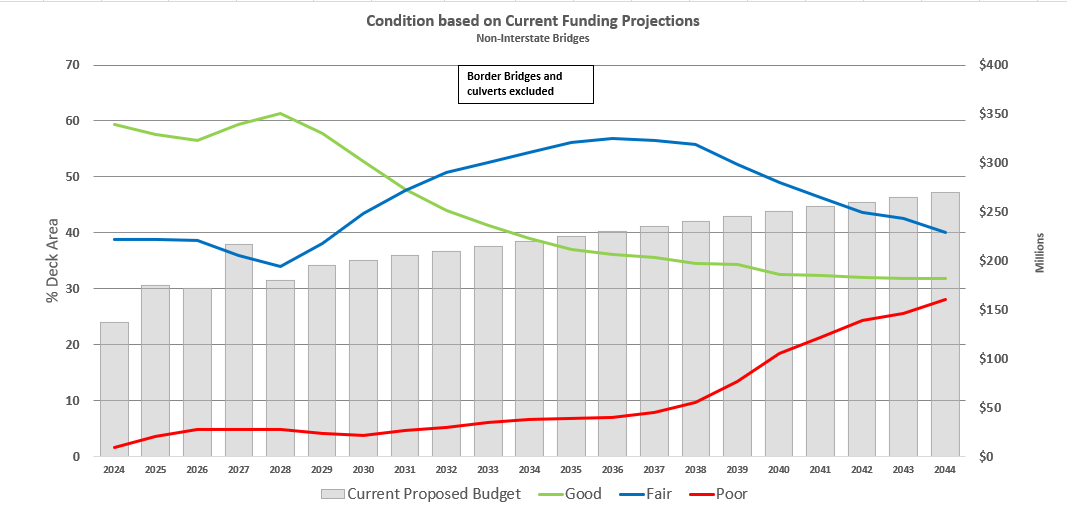 Condition based on Current Funding Projections
Non-Interstate Bridges
Border Bridges and
culverts excluded
% Deck Area
70
60
50
40
30
20
10
0
$400
$350
$300
$250
$200
$150
$100
$50
$0
Millions
2024 2025 2026 2027 2028 2029 2030 2031 2032 2033 2034 2035 2036 2037 2038 2039 2040 2041 2042 2043 2044
Current Proposed Budget Good Fair Poor